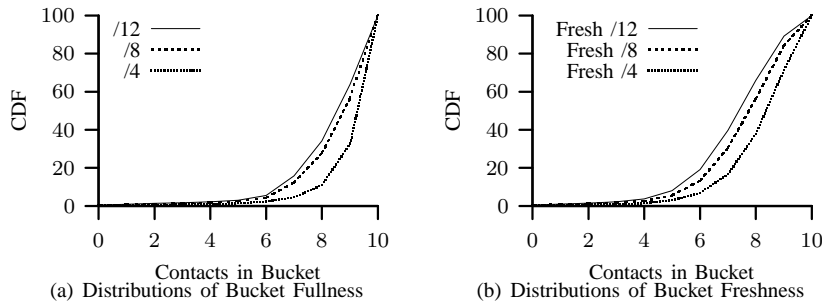 100
80
60
40
20
0
CDF
/12
/8
/4
0 2 4 6 8 10
Contacts in Bucket
(a) Distributions of Bucket Fullness
100
80
60
40
20
0
CDF
Fresh /12
Fresh /8
Fresh /4
0 2 4 6 8 10
Contacts in Bucket
(b) Distributions of Bucket Freshness